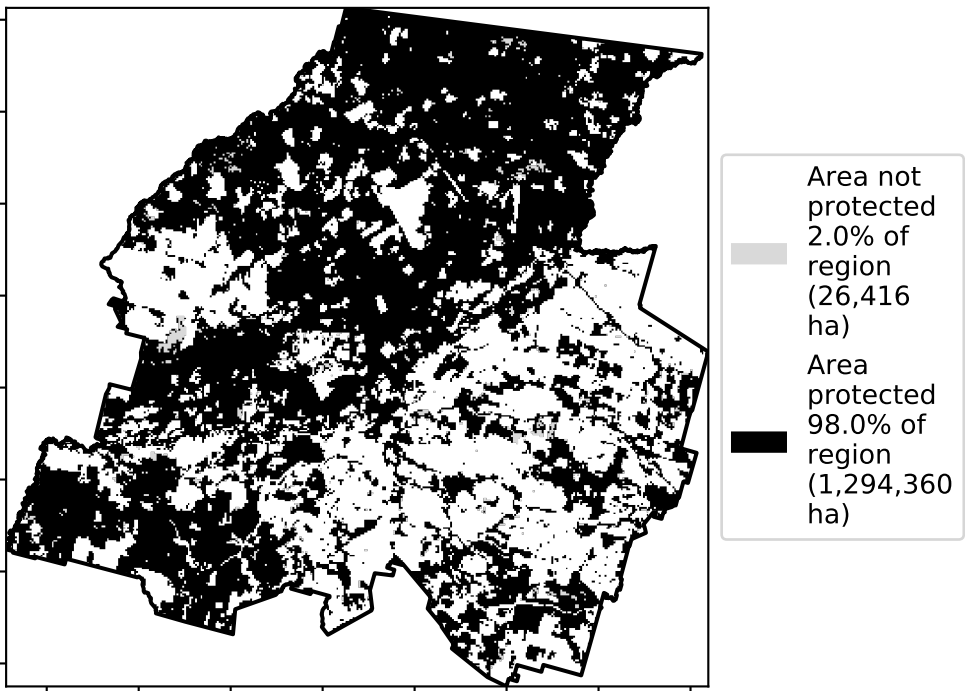 Area not
protected
2.0% of
region
(26,416
ha)
Area
protected
98.0% of
region
(1,294,360
ha)